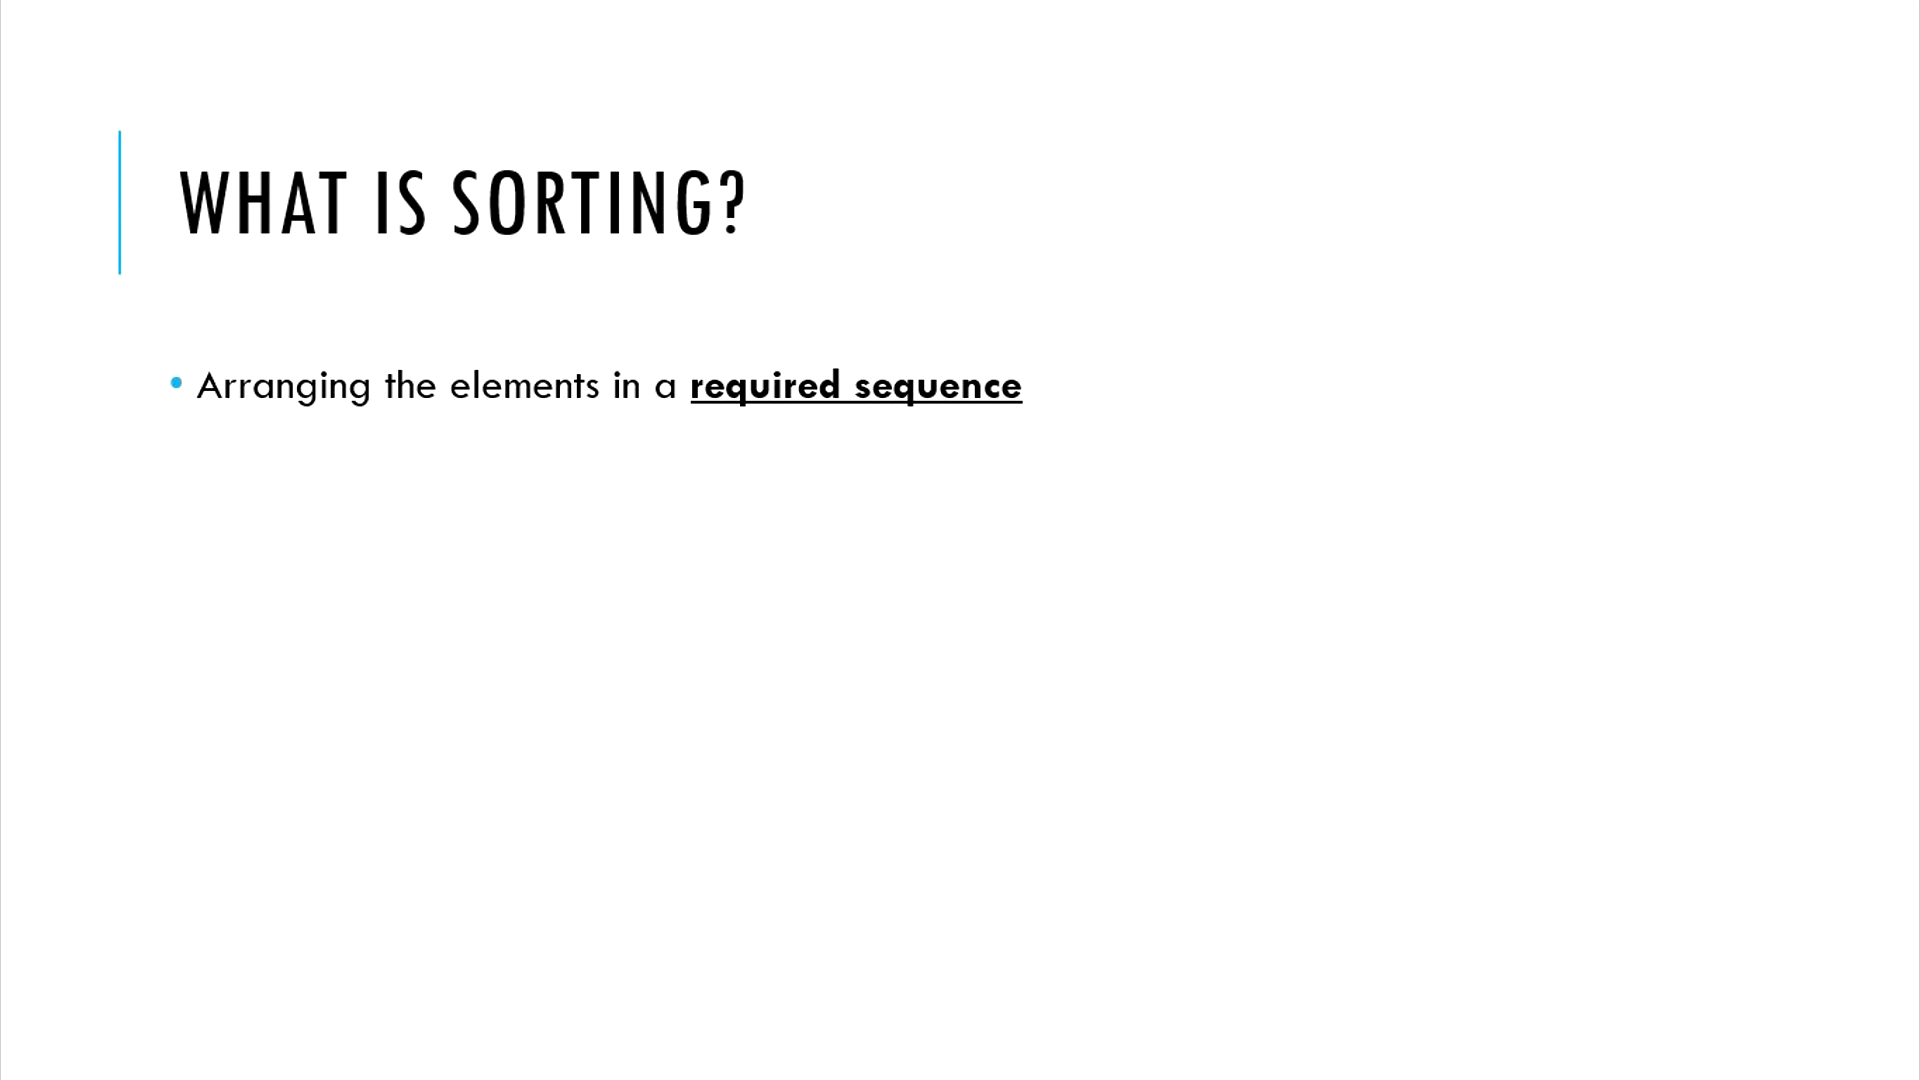 WHAT IS SORTING?
• Arranging the elements in a required sequence